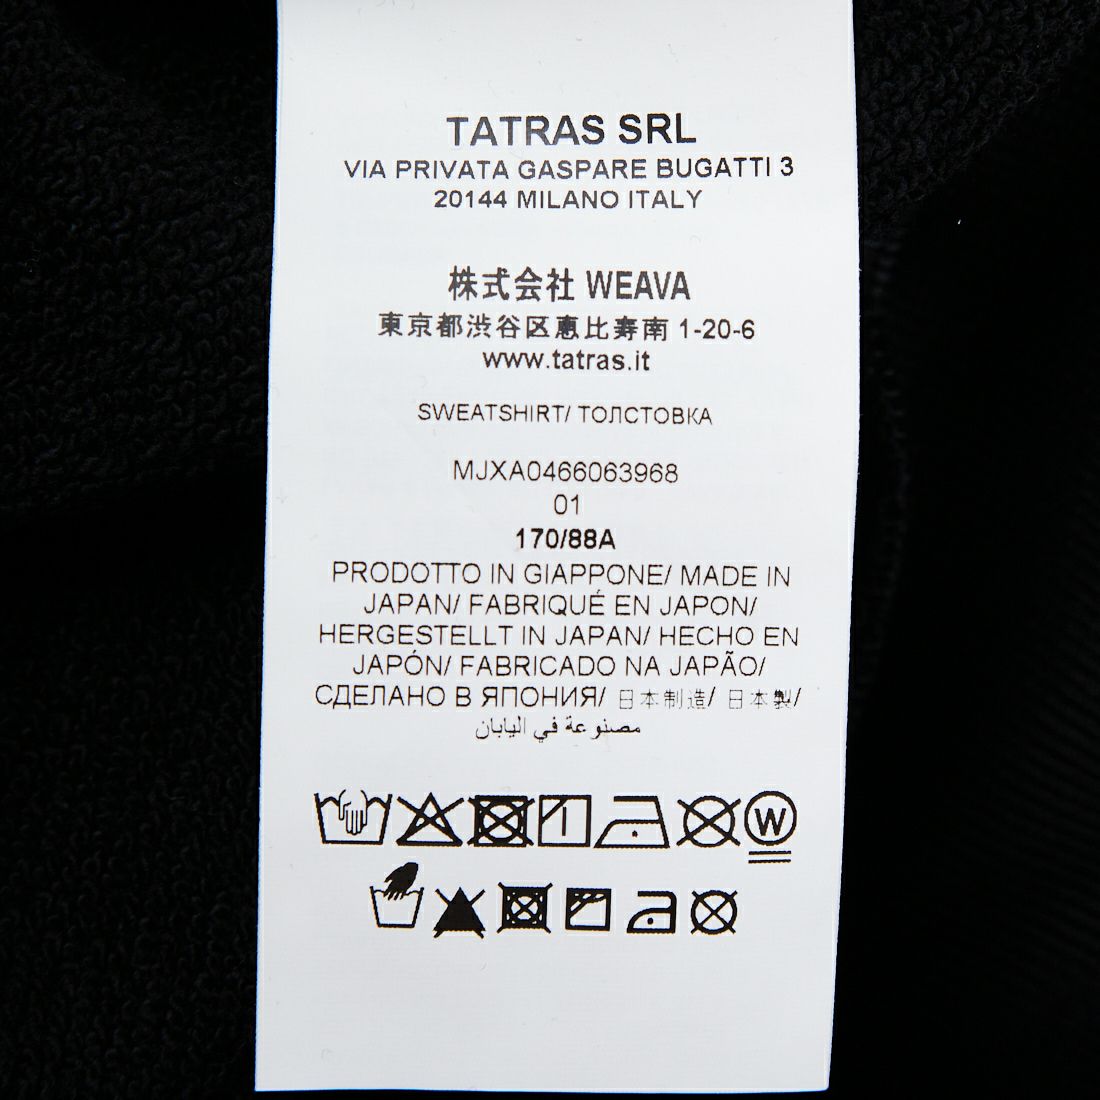 TATRAS SRL
VIA PRIVATA GASPARE BUGATTI 3
20144 MILANO ITALY
株式会社 WEAVA
東京都渋谷区恵比寿南 1-20-6
www.tatras.it
SWEATSHIRT/ ТОЛСТОВКА
MJXA0466063968
01
170/88A
PRODOTTO IN GIAPPONE/ MADE IN
JAPAN/ FABRIQUÉ EN JAPON/
HERGESTELLT IN JAPAN/ HECHO EN
JAPÓN/ FABRICADO NA JAPÃO/
СДЕЛАНО В ЯПОНИЯ/ 日本制造/ 日本製/
مصنوعة في اليابان
W